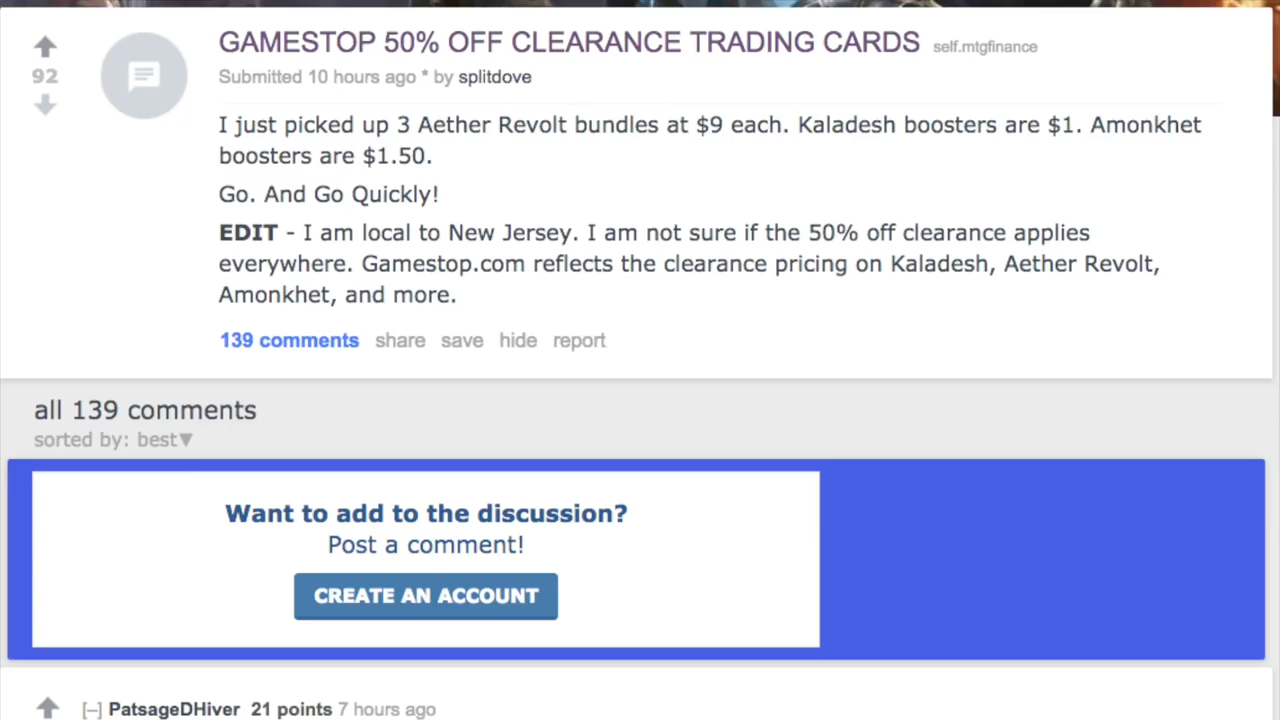 GAMESTOP 50% OFF CLEARANCE TRADING CARDS self.mtgfinance
92
Submitted 10 hours ago * by splitdove
I just picked up 3 Aether Revolt bundles at $9 each. Kaladesh boosters are $1. Amonkhet
boosters are $1.50.
Go. And Go Quickly!
EDIT - I am local to New Jersey. I am not sure if the 50% off clearance applies
everywhere. Gamestop.com reflects the clearance pricing on Kaladesh, Aether Revolt,
Amonkhet, and more.
139 comments share save hide report
all 139 comments
sorted by: best▼
Want to add to the discussion?
Post a comment!
CREATE AN ACCOUNT
[–] PatsageDHiver 21 points 7 hours ago